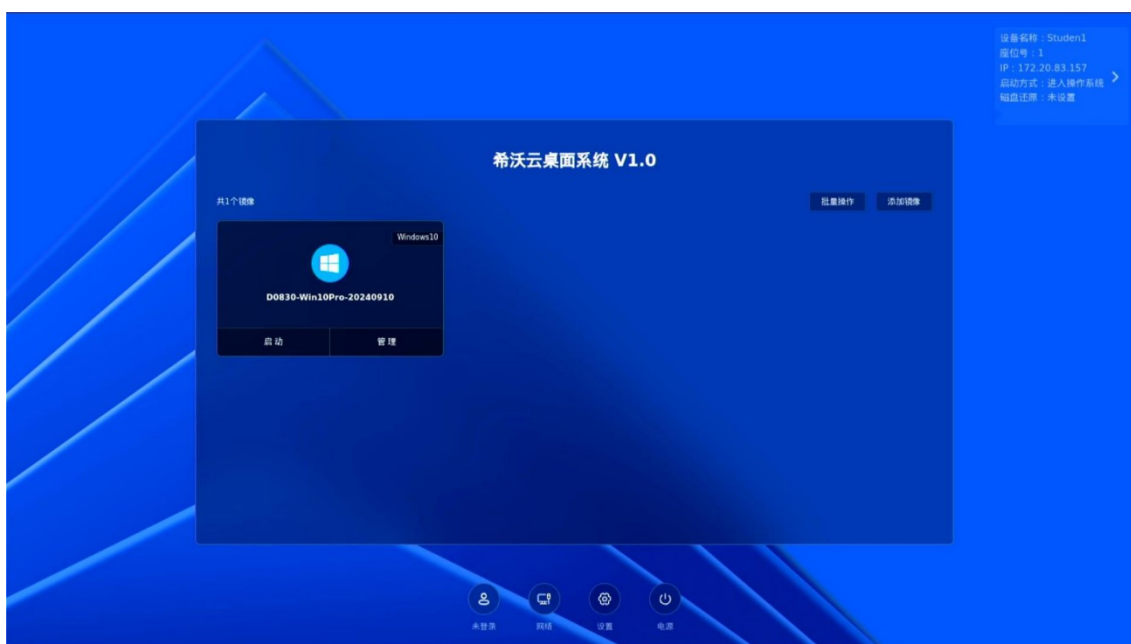 设备名称：Studen1
座位号：1
IP：172.20.83.157
启动方式：进入操作系统
磁盘还原：未设置
希沃云桌面系统 V1.0
共1个镜像
批量操作
添加镜像
Windows10
D0830-Win10Pro-20240910
启动
管理
未登录
网络
设置
电源